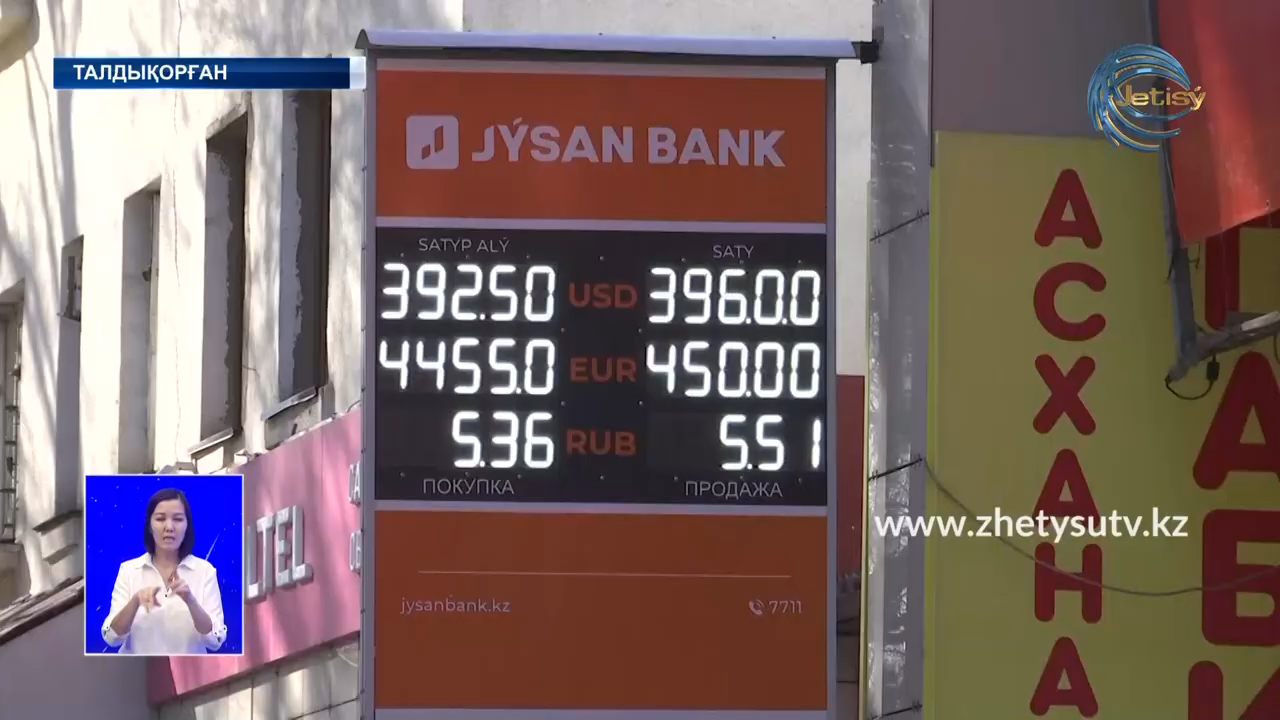 ТАЛДЫҚОРҒАН
Jetisý
JÝSAN BANK
SATYP ALÝ SATY
392.50 USD 396.00
445.50 EUR 450.00
5.36 RUB 5.51
ПОКУПКА ПРОДАЖА
jysanbank.kz 7711
www.zhetysutv.kz
АСХАНА
LTEL